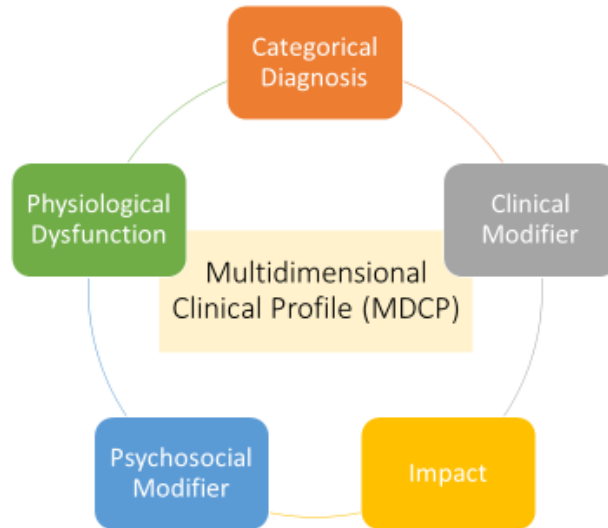 Categorical
Diagnosis
Physiological
Dysfunction
Clinical
Modifier
Multidimensional
Clinical Profile (MDCP)
Psychosocial
Modifier
Impact